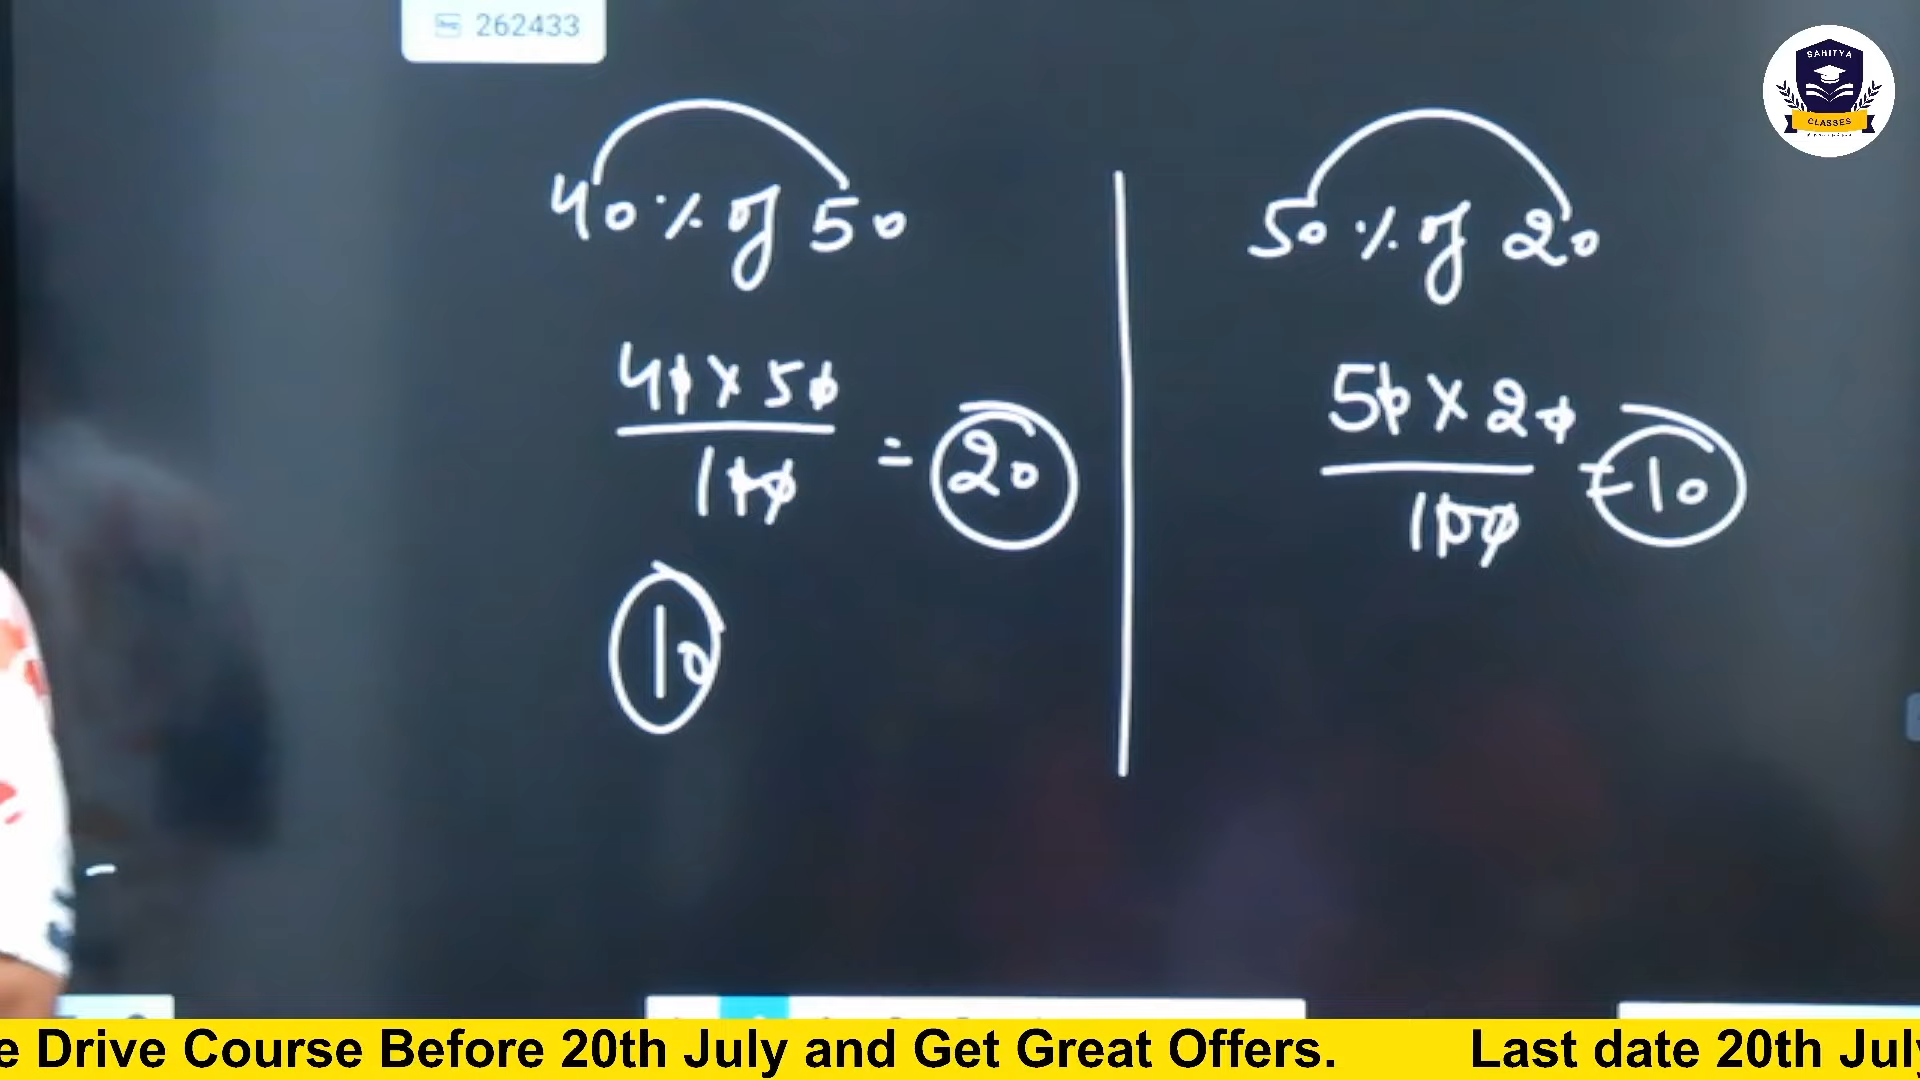 262433
SAHITYA
CLASSES
40% of 50
40 x 50
100
= 20
10
50% of 20
50 x 20
100
= 10
e Drive Course Before 20th July and Get Great Offers. Last date 20th July